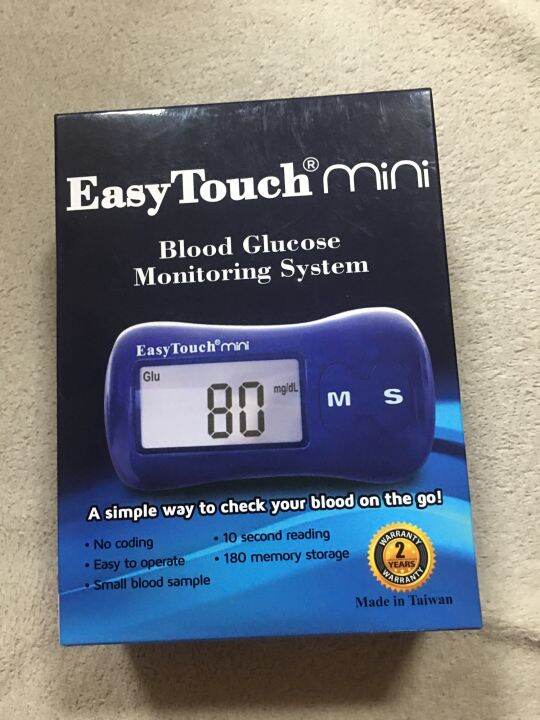 EasyTouch® mini
Blood Glucose
Monitoring System
EasyTouch® mini
Glu
80
mg/dL
M S
A simple way to check your blood on the go!
• No coding
• Easy to operate
• Small blood sample
• 10 second reading
• 180 memory storage
WARRANTY
2
YEARS
WARRANTY
Made in Taiwan